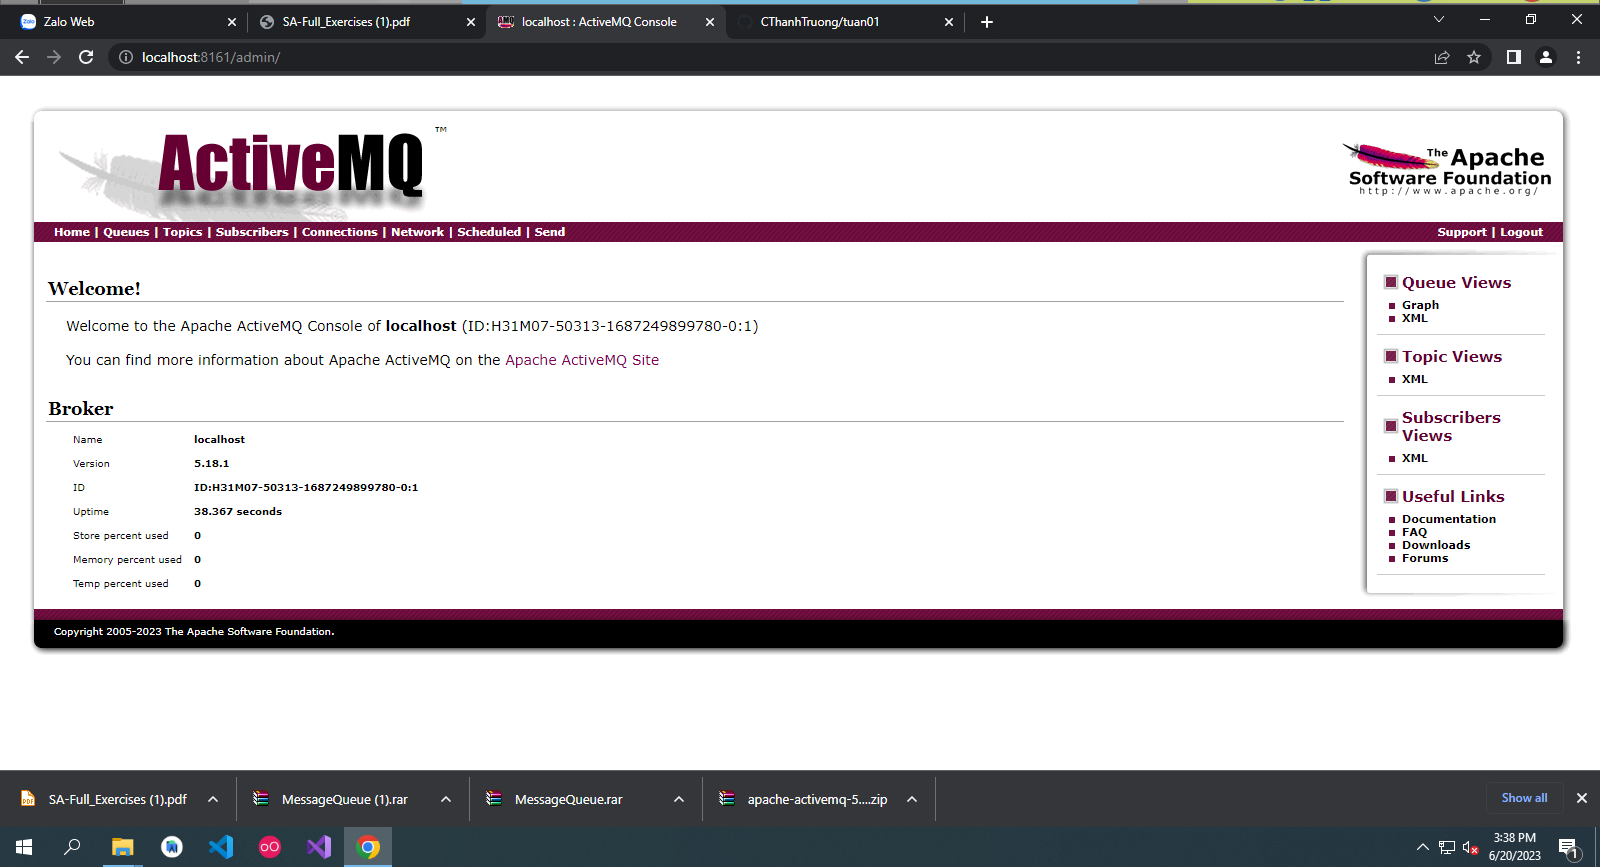 Zalo Web
SA-Full_Exercises (1).pdf
localhost : ActiveMQ Console
CThanhTruong/tuan01
localhost:8161/admin/
ActiveMQ ™
The Apache
Software Foundation
http://www.apache.org/
Home | Queues | Topics | Subscribers | Connections | Network | Scheduled | Send
Support | Logout
Welcome!
Welcome to the Apache ActiveMQ Console of localhost (ID:H31M07-50313-1687249899780-0:1)
You can find more information about Apache ActiveMQ on the Apache ActiveMQ Site
Broker
Name localhost
Version 5.18.1
ID ID:H31M07-50313-1687249899780-0:1
Uptime 38.367 seconds
Store percent used 0
Memory percent used 0
Temp percent used 0
Queue Views
Graph
XML
Topic Views
XML
Subscribers
Views
XML
Useful Links
Documentation
FAQ
Downloads
Forums
Copyright 2005-2023 The Apache Software Foundation.
SA-Full_Exercises (1).pdf
MessageQueue (1).rar
MessageQueue.rar
apache-activemq-5....zip
Show all
3:38 PM
6/20/2023
1